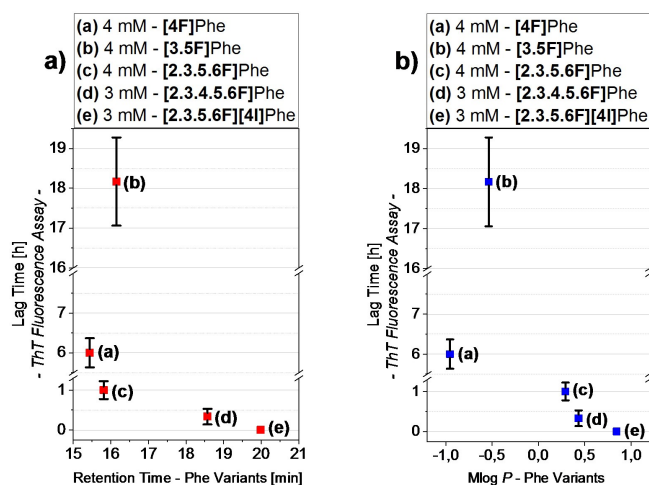 a)
(a) 4 mM - [4F]Phe
(b) 4 mM - [3.5F]Phe
(c) 4 mM - [2.3.5.6F]Phe
(d) 3 mM - [2.3.4.5.6F]Phe
(e) 3 mM - [2.3.5.6F][4I]Phe
Lag Time [h]
- ThT Fluorescence Assay -
19
18
17
16
7
6
1
0
(b)
(a)
(c)
(d)
(e)
15 16 17 18 19 20 21
Retention Time - Phe Variants [min]
b)
(a) 4 mM - [4F]Phe
(b) 4 mM - [3.5F]Phe
(c) 4 mM - [2.3.5.6F]Phe
(d) 3 mM - [2.3.4.5.6F]Phe
(e) 3 mM - [2.3.5.6F][4I]Phe
Lag Time [h]
- ThT Fluorescence Assay -
19
18
17
16
7
6
1
0
(b)
(a)
(c)
(d)
(e)
-1,0 -0,5 0,0 0,5 1,0
Mlog P - Phe Variants